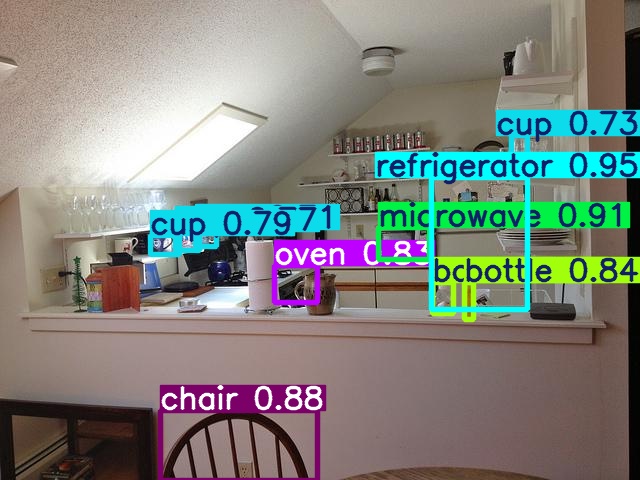 cup 0.73
refrigerator 0.95
microwave 0.91
cup 0.79
71
oven 0.83
bottle 0.84
chair 0.88